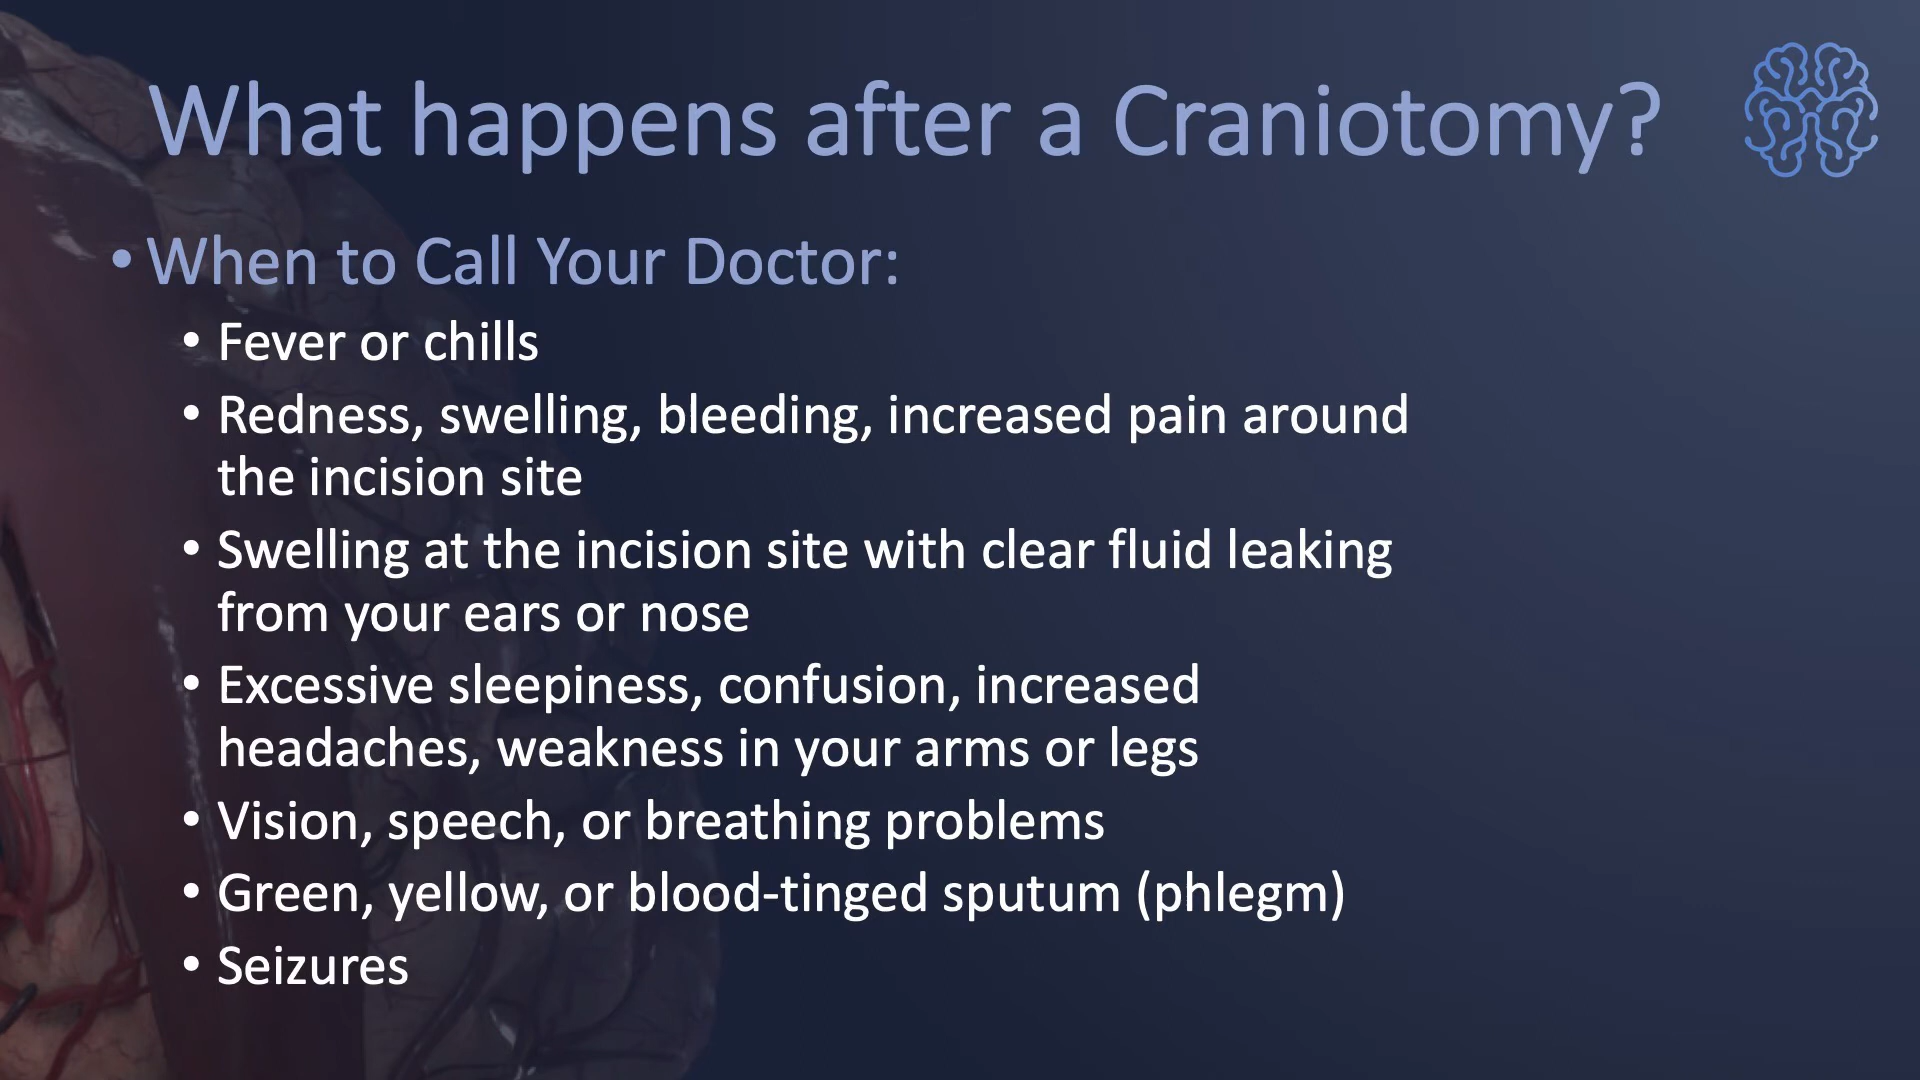 What happens after a Craniotomy?
• When to Call Your Doctor:
• Fever or chills
• Redness, swelling, bleeding, increased pain around
the incision site
• Swelling at the incision site with clear fluid leaking
from your ears or nose
• Excessive sleepiness, confusion, increased
headaches, weakness in your arms or legs
• Vision, speech, or breathing problems
• Green, yellow, or blood-tinged sputum (phlegm)
• Seizures